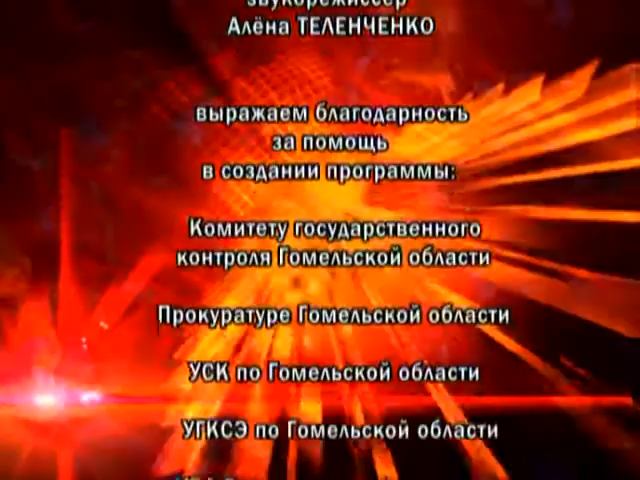 звукорежиссёр
Алёна ТЕЛЕНЧЕНКО
выражаем благодарность
за помощь
в создании программы:
Комитету государственного
контроля Гомельской области
Прокуратуре Гомельской области
УСК по Гомельской области
УГКСЭ по Гомельской области